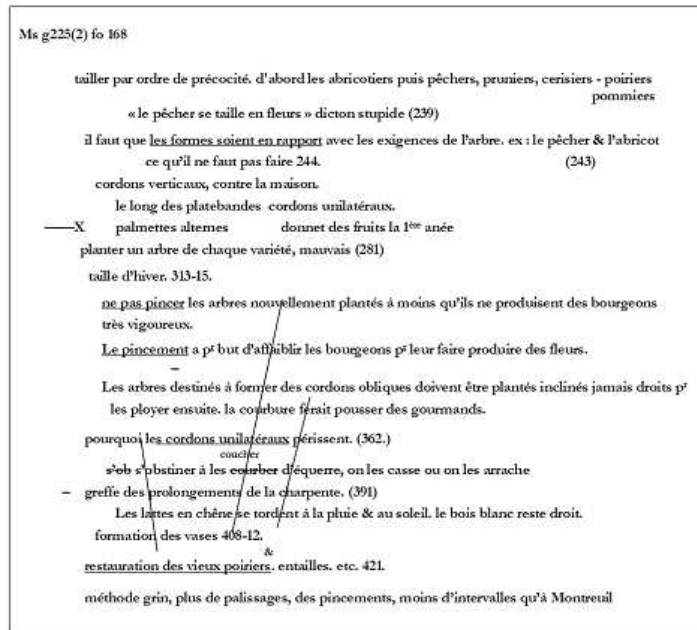 Ms g225(2) fo 168
tailler par ordre de précocité. d'abord les abricotiers puis pêchers, pruniers, cerisiers - poiriers
pommiers
« le pêcher se taille en fleurs » dicton stupide (239)
il faut que les formes soient en rapport avec les exigences de l'arbre. ex : le pêcher & l'abricot
ce qu'il ne faut pas faire 244. (243)
cordons verticaux, contre la maison.
le long des platebandes cordons unilatéraux.
——X palmettes alternes donnet des fruits la 1ère anée
planter un arbre de chaque variété, mauvais (281)
taille d'hiver. 313-15.
ne pas pincer les arbres nouvellement plantés à moins qu'ils ne produisent des bourgeons
très vigoureux.
Le pincement a pr but d'affaiblir les bourgeons pr leur faire produire des fleurs.
–
Les arbres destinés à former des cordons obliques doivent être plantés inclinés jamais droits pr
les ployer ensuite. la courbure ferait pousser des gourmands.
pourquoi les cordons unilatéraux périssent. (362.)
coucher
s'ob s'obstiner à les courber d'équerre, on les casse ou on les arrache
– greffe des prolongements de la charpente. (391)
Les lattes en chêne se tordent à la pluie & au soleil. le bois blanc reste droit.
formation des vases 408-12.
&
restauration des vieux poiriers. entailles. etc. 421.
méthode grin, plus de palissages, des pincements, moins d'intervalles qu'à Montreuil